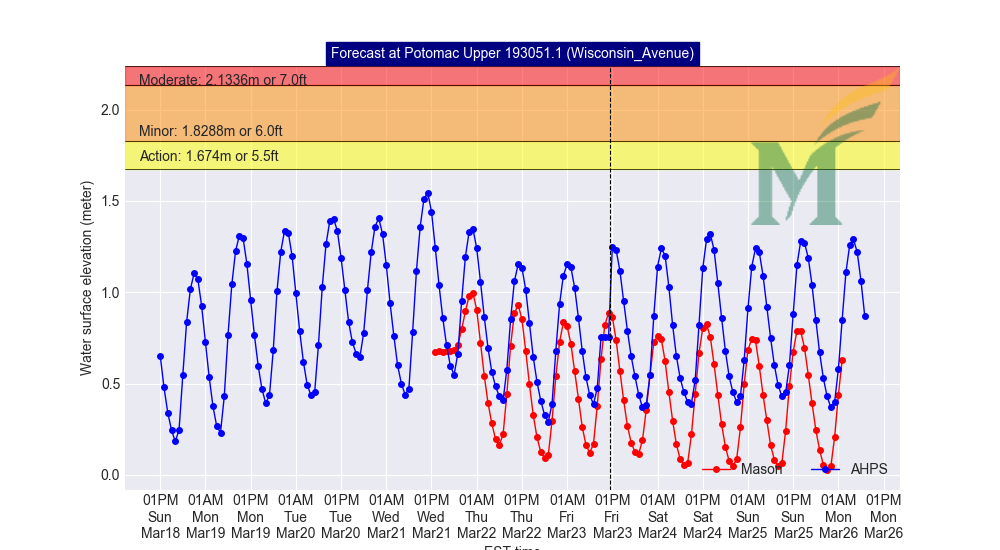 Forecast at Potomac Upper 193051.1 (Wisconsin_Avenue)
Moderate: 2.1336m or 7.0ft
Minor: 1.8288m or 6.0ft
Action: 1.674m or 5.5ft
Water surface elevation (meter)
2.0
1.5
1.0
0.5
0.0
M
Mason AHPS
01PM 01AM 01PM 01AM 01PM 01AM 01PM 01AM 01PM 01AM 01PM 01AM 01PM 01AM 01PM 01AM 01PM
Sun Mon Mon Tue Tue Wed Wed Thu Thu Fri Fri Sat Sat Sun Sun Mon Mon
Mar18 Mar19 Mar19 Mar20 Mar20 Mar21 Mar21 Mar22 Mar22 Mar23 Mar23 Mar24 Mar24 Mar25 Mar25 Mar26 Mar26
EST time